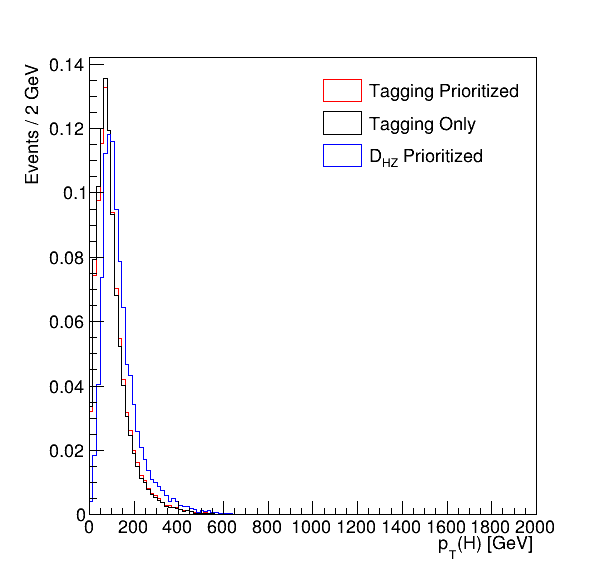 Events / 2 GeV
0.14
0.12
0.1
0.08
0.06
0.04
0.02
0
Tagging Prioritized
Tagging Only
D_HZ Prioritized
0 200 400 600 800 1000 1200 1400 1600 1800 2000
p_T(H) [GeV]